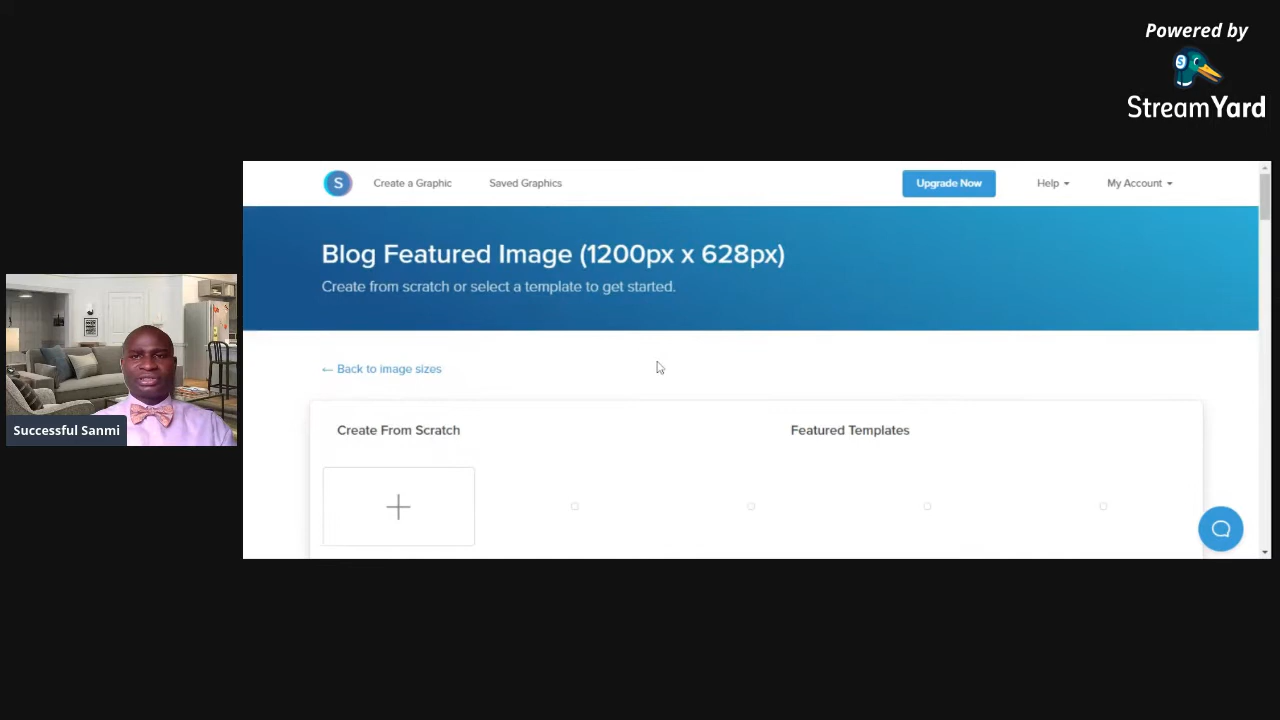 Powered by
StreamYard
S
Create a Graphic
Saved Graphics
Upgrade Now
Help
My Account
Blog Featured Image (1200px x 628px)
Create from scratch or select a template to get started.
← Back to image sizes
Create From Scratch
Featured Templates
Successful Sanmi